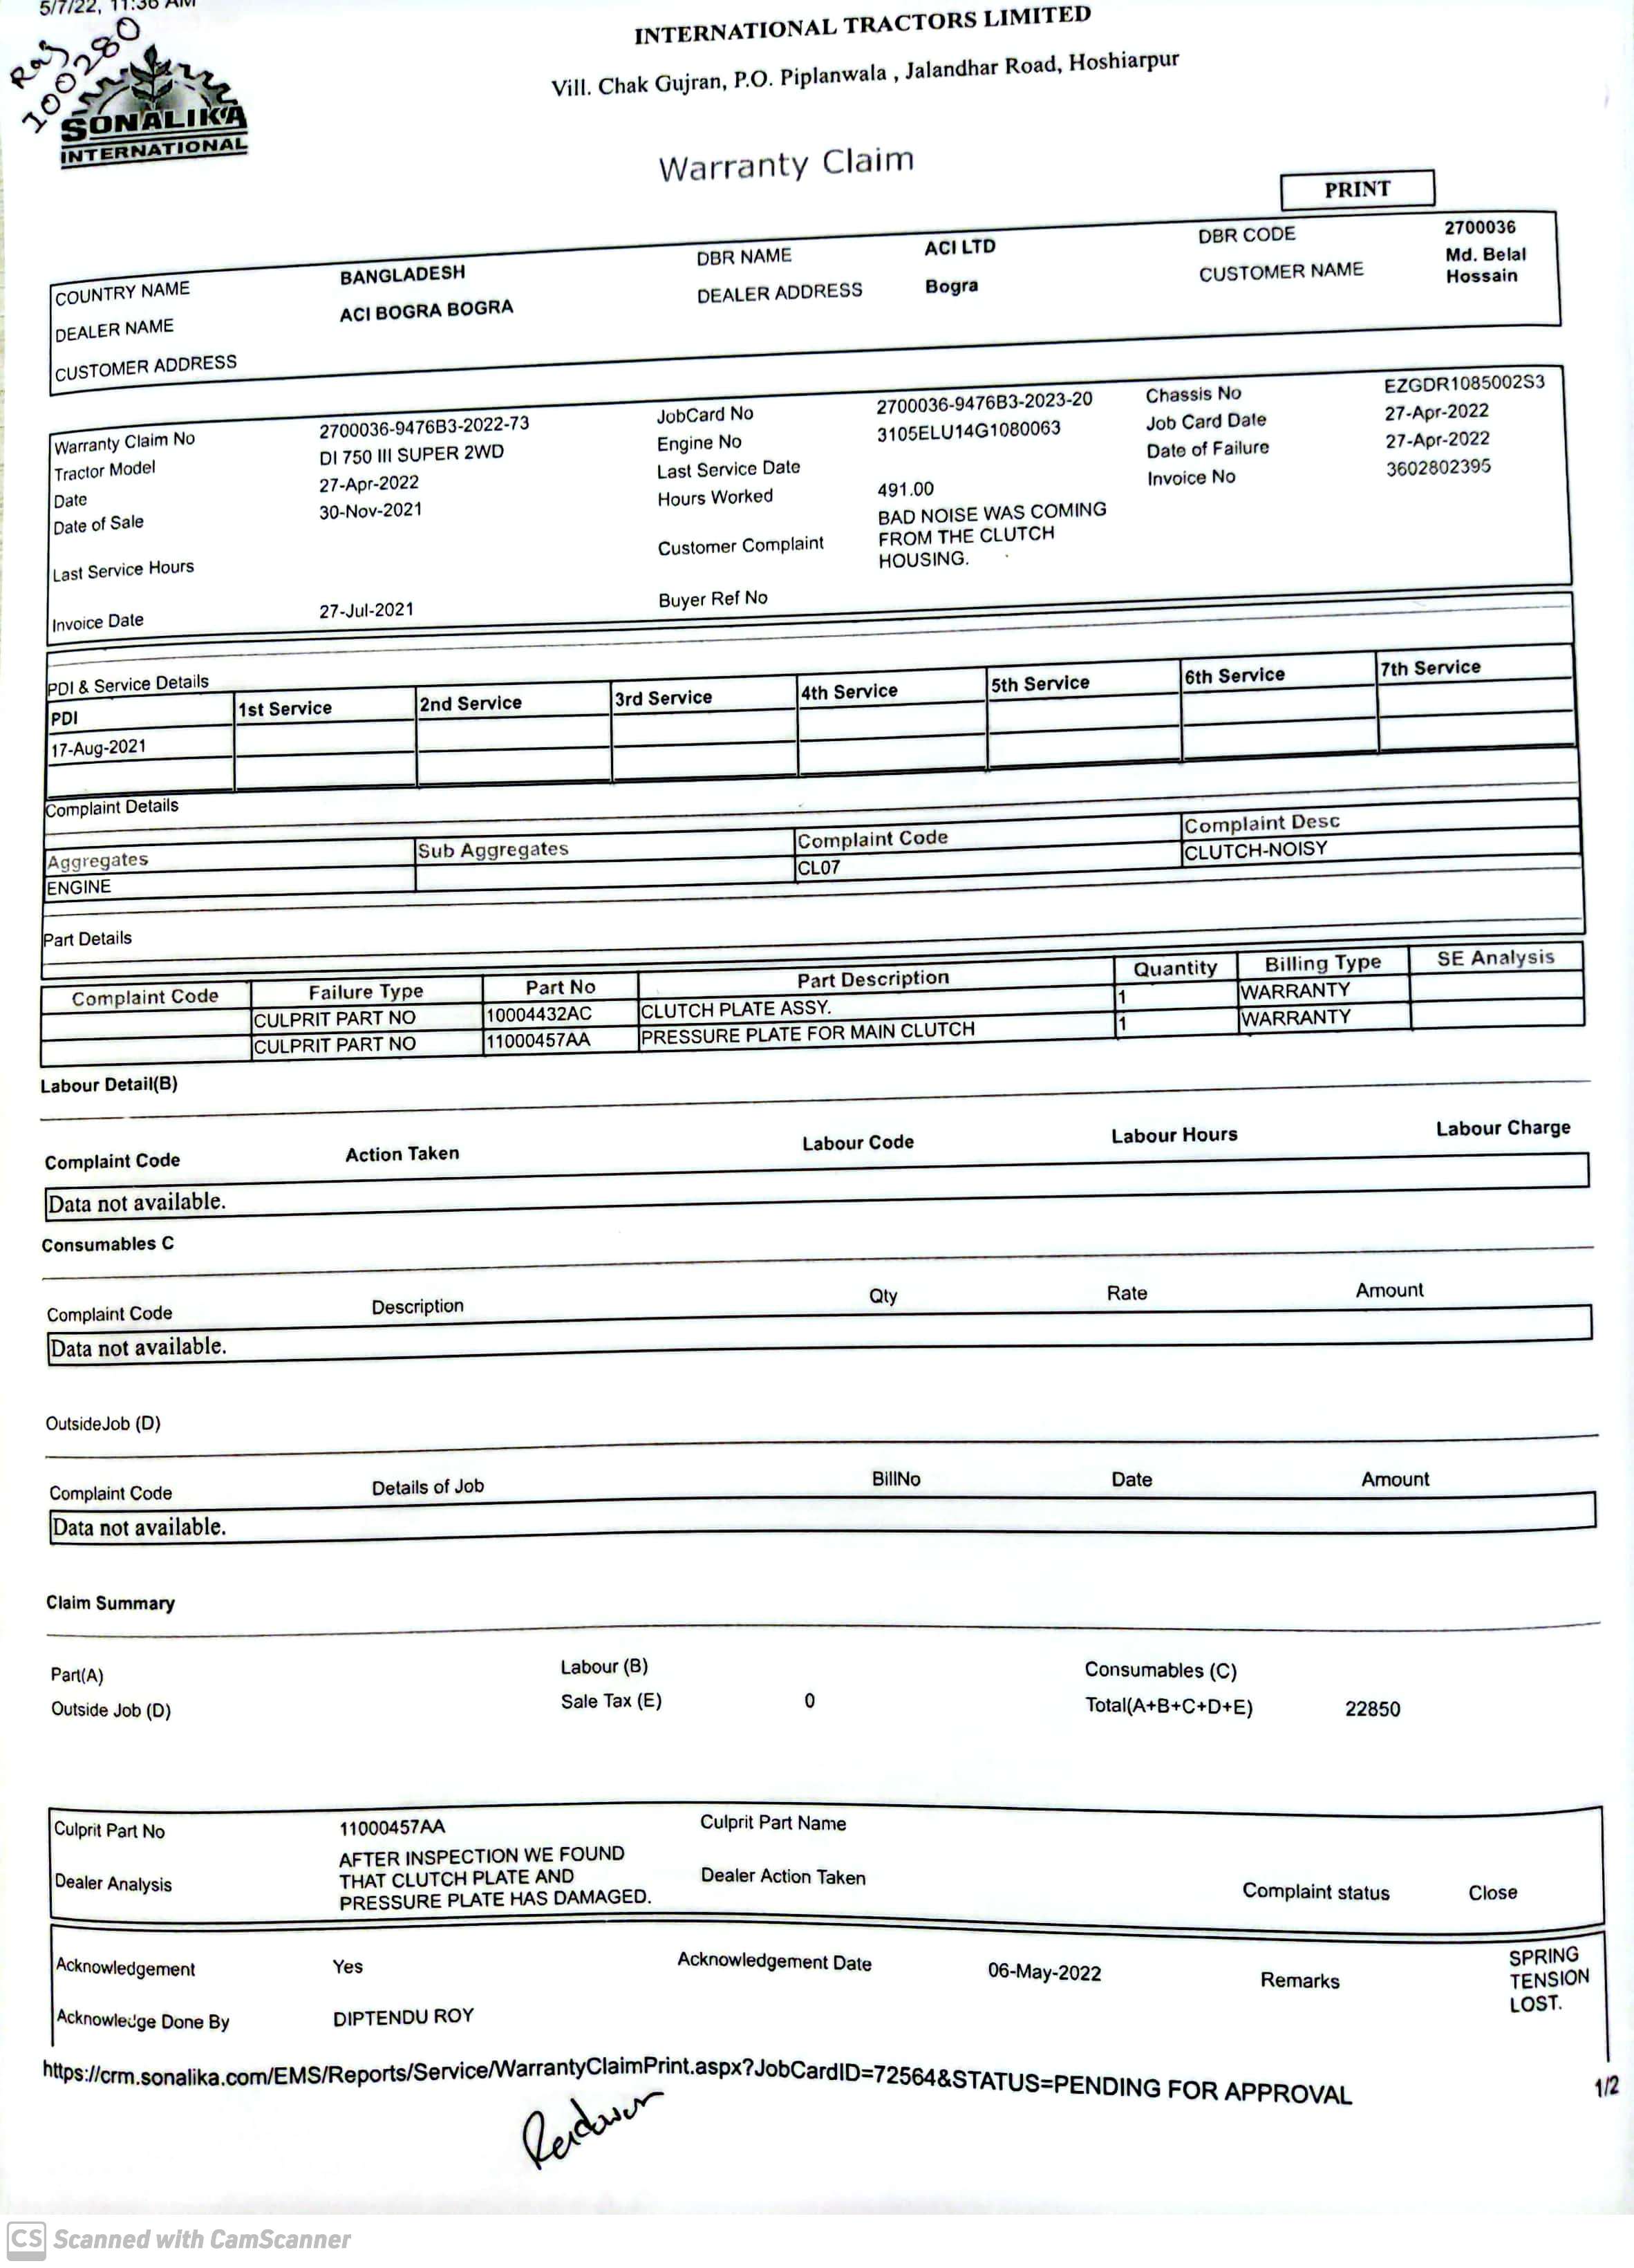 5/7/22, 11:36 AM
Raj
100280
SONALIKA
INTERNATIONAL
INTERNATIONAL TRACTORS LIMITED
Vill. Chak Gujran, P.O. Piplanwala , Jalandhar Road, Hoshiarpur
Warranty Claim
PRINT
COUNTRY NAME BANGLADESH DBR NAME ACI LTD DBR CODE 2700036
DEALER NAME ACI BOGRA BOGRA DEALER ADDRESS Bogra CUSTOMER NAME Md. Belal Hossain
CUSTOMER ADDRESS
Warranty Claim No 2700036-9476B3-2022-73 JobCard No 2700036-9476B3-2023-20 Chassis No EZGDR1085002S3
Tractor Model DI 750 III SUPER 2WD Engine No 3105ELU14G1080063 Job Card Date 27-Apr-2022
Date 27-Apr-2022 Last Service Date Date of Failure 27-Apr-2022
Date of Sale 30-Nov-2021 Hours Worked 491.00 Invoice No 3602802395
Last Service Hours Customer Complaint BAD NOISE WAS COMING
FROM THE CLUTCH
HOUSING.
Invoice Date 27-Jul-2021 Buyer Ref No
PDI & Service Details
PDI 1st Service 2nd Service 3rd Service 4th Service 5th Service 6th Service 7th Service
17-Aug-2021
Complaint Details
Aggregates Sub Aggregates Complaint Code Complaint Desc
ENGINE CL07 CLUTCH-NOISY
Part Details
Complaint Code Failure Type Part No Part Description Quantity Billing Type SE Analysis
CULPRIT PART NO 10004432AC CLUTCH PLATE ASSY. 1 WARRANTY
CULPRIT PART NO 11000457AA PRESSURE PLATE FOR MAIN CLUTCH 1 WARRANTY
Labour Detail(B)
Complaint Code Action Taken Labour Code Labour Hours Labour Charge
Data not available.
Consumables C
Complaint Code Description Qty Rate Amount
Data not available.
OutsideJob (D)
Complaint Code Details of Job BillNo Date Amount
Data not available.
Claim Summary
Part(A) Labour (B) Consumables (C)
Outside Job (D) Sale Tax (E) 0 Total(A+B+C+D+E) 22850
Culprit Part No 11000457AA Culprit Part Name
Dealer Analysis AFTER INSPECTION WE FOUND
THAT CLUTCH PLATE AND
PRESSURE PLATE HAS DAMAGED. Dealer Action Taken Complaint status Close
Acknowledgement Yes Acknowledgement Date 06-May-2022 Remarks SPRING
TENSION
LOST.
Acknowledge Done By DIPTENDU ROY
https://crm.sonalika.com/EMS/Reports/Service/WarrantyClaimPrint.aspx?JobCardID=72564&STATUS=PENDING FOR APPROVAL 1/2
CS Scanned with CamScanner